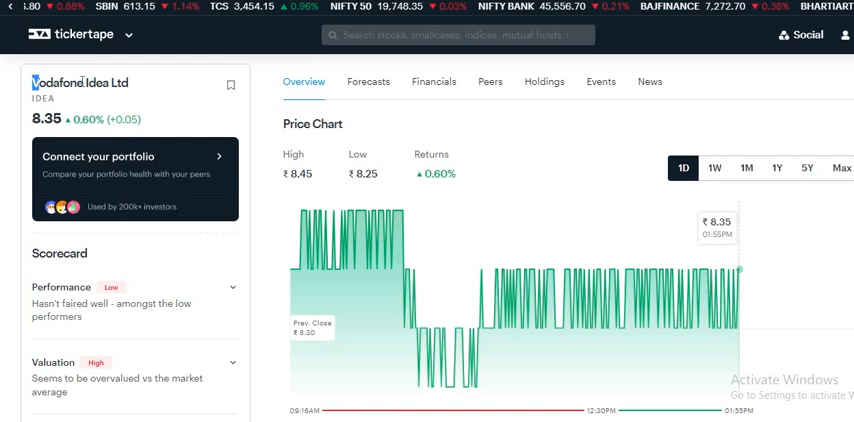 5.80 ▼ 0.88% SBIN 613.15 ▼ 1.14% TCS 3,454.15 ▲ 0.96% NIFTY 50 19,748.35 ▼ 0.03% NIFTY BANK 45,556.70 ▼ 0.21% BAJFINANCE 7,272.70 ▼ 0.38% BHARTIART
tickertape
Search stocks, smallcases, indices, mutual funds,
Social
Vodafone Idea Ltd
IDEA
8.35 ▲ 0.60% (+0.05)
Connect your portfolio
Compare your portfolio health with your peers
Used by 200k+ investors
Scorecard
Performance Low
Hasn't faired well - amongst the low
performers
Valuation High
Seems to be overvalued vs the market
average
Overview Forecasts Financials Peers Holdings Events News
Price Chart
High Low Returns
₹ 8.45 ₹ 8.25 ▲ 0.60%
1D 1W 1M 1Y 5Y Max
₹ 8.35
01:55PM
Prev. Close
₹ 8.30
09:16AM 12:30PM 01:55PM
Activate Windows
Go to Settings to activate W